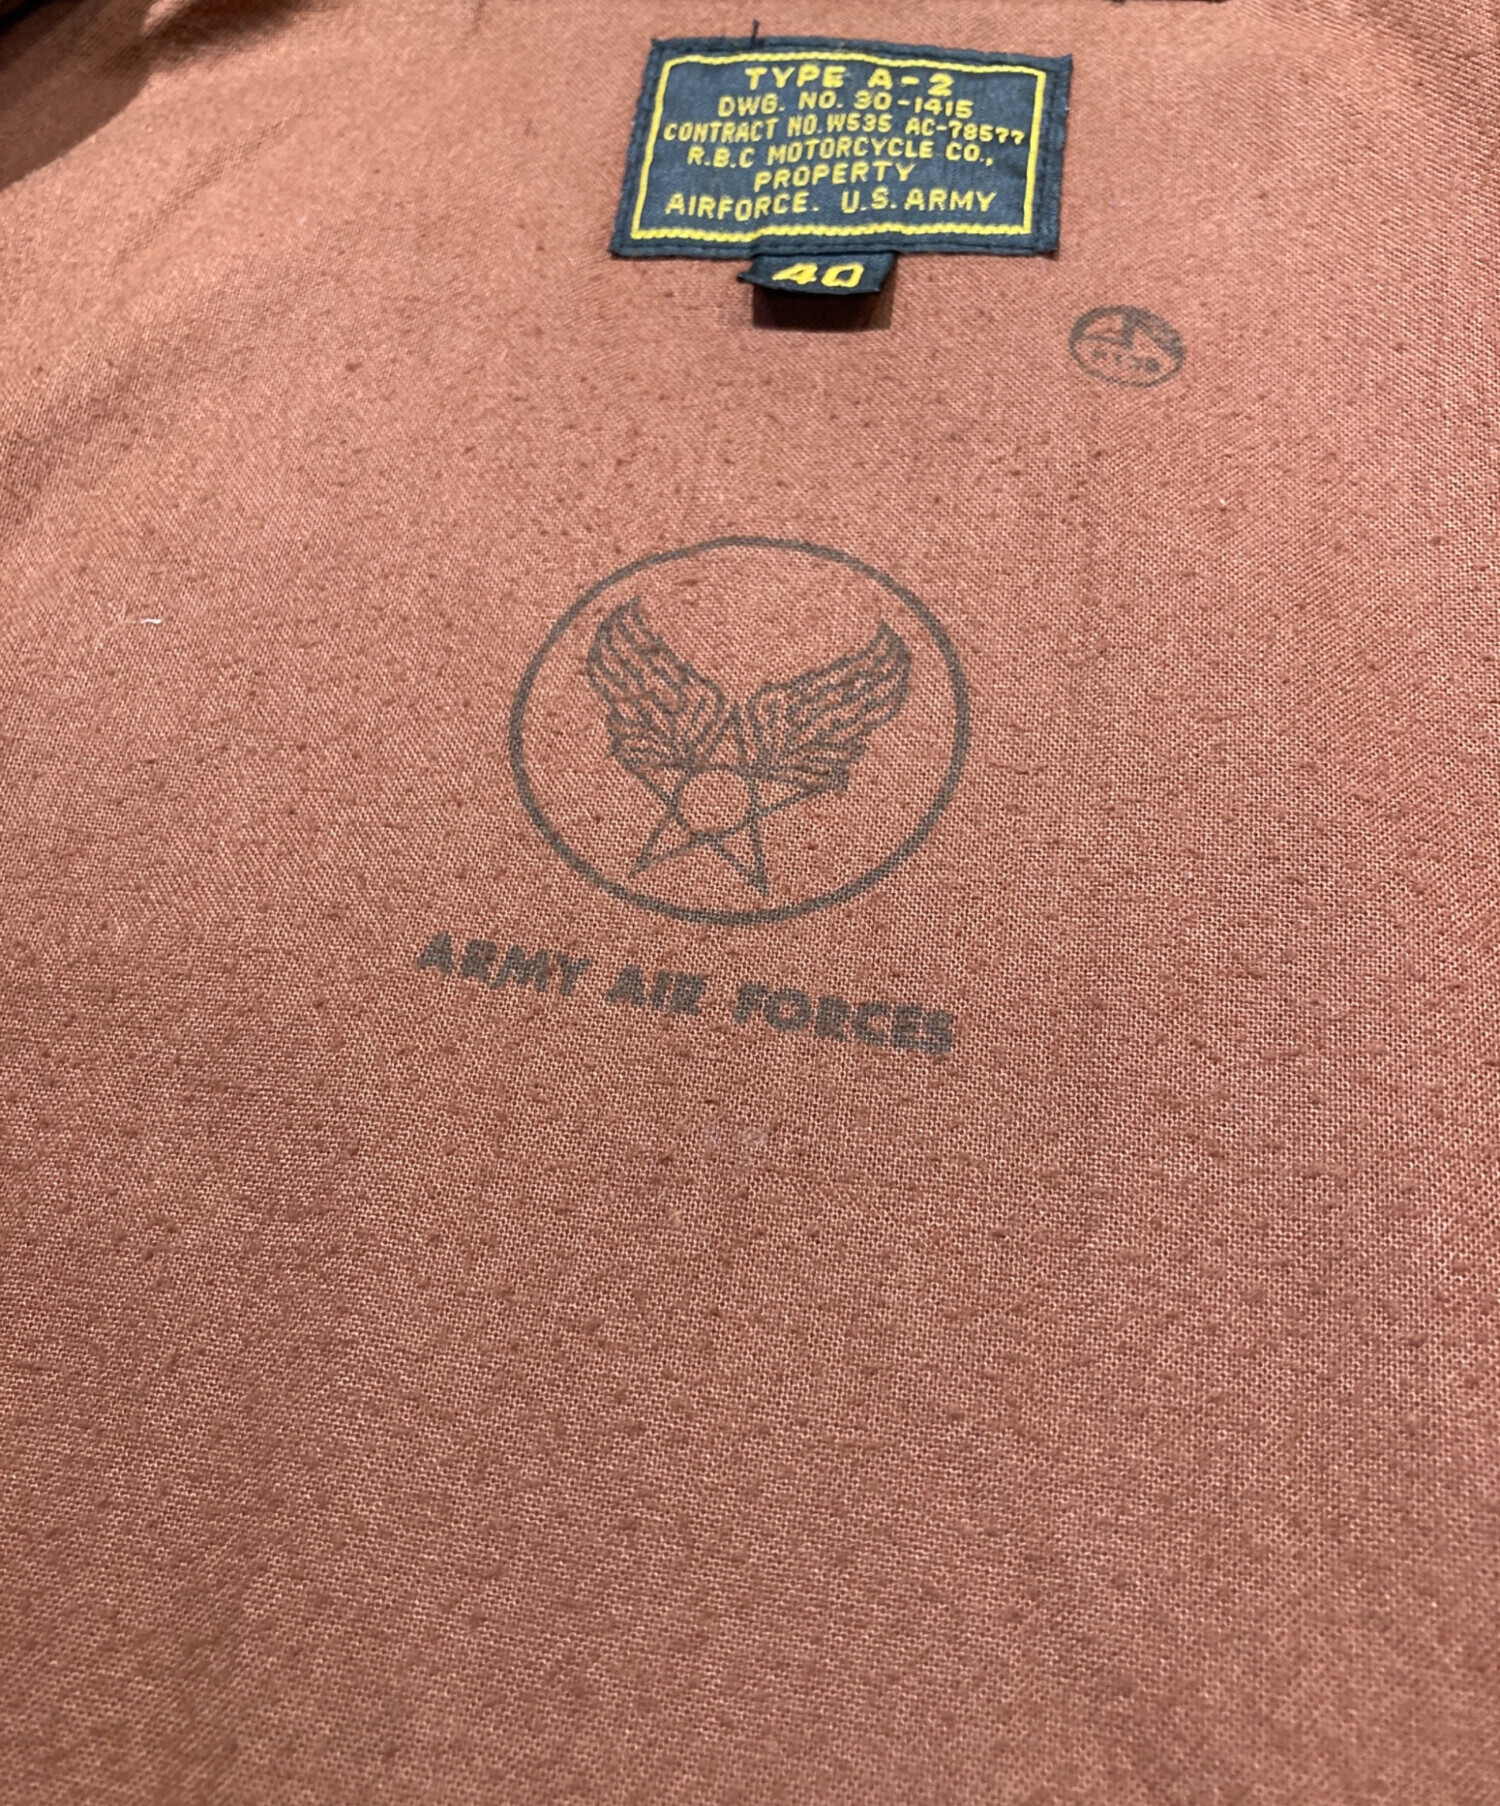 TYPE A-2
DWG. NO. 30-1415
CONTRACT NO. W535 AC-78577
R.B.C MOTORCYCLE CO.,
PROPERTY
AIRFORCE. U.S. ARMY
40
ARMY AIR FORCES